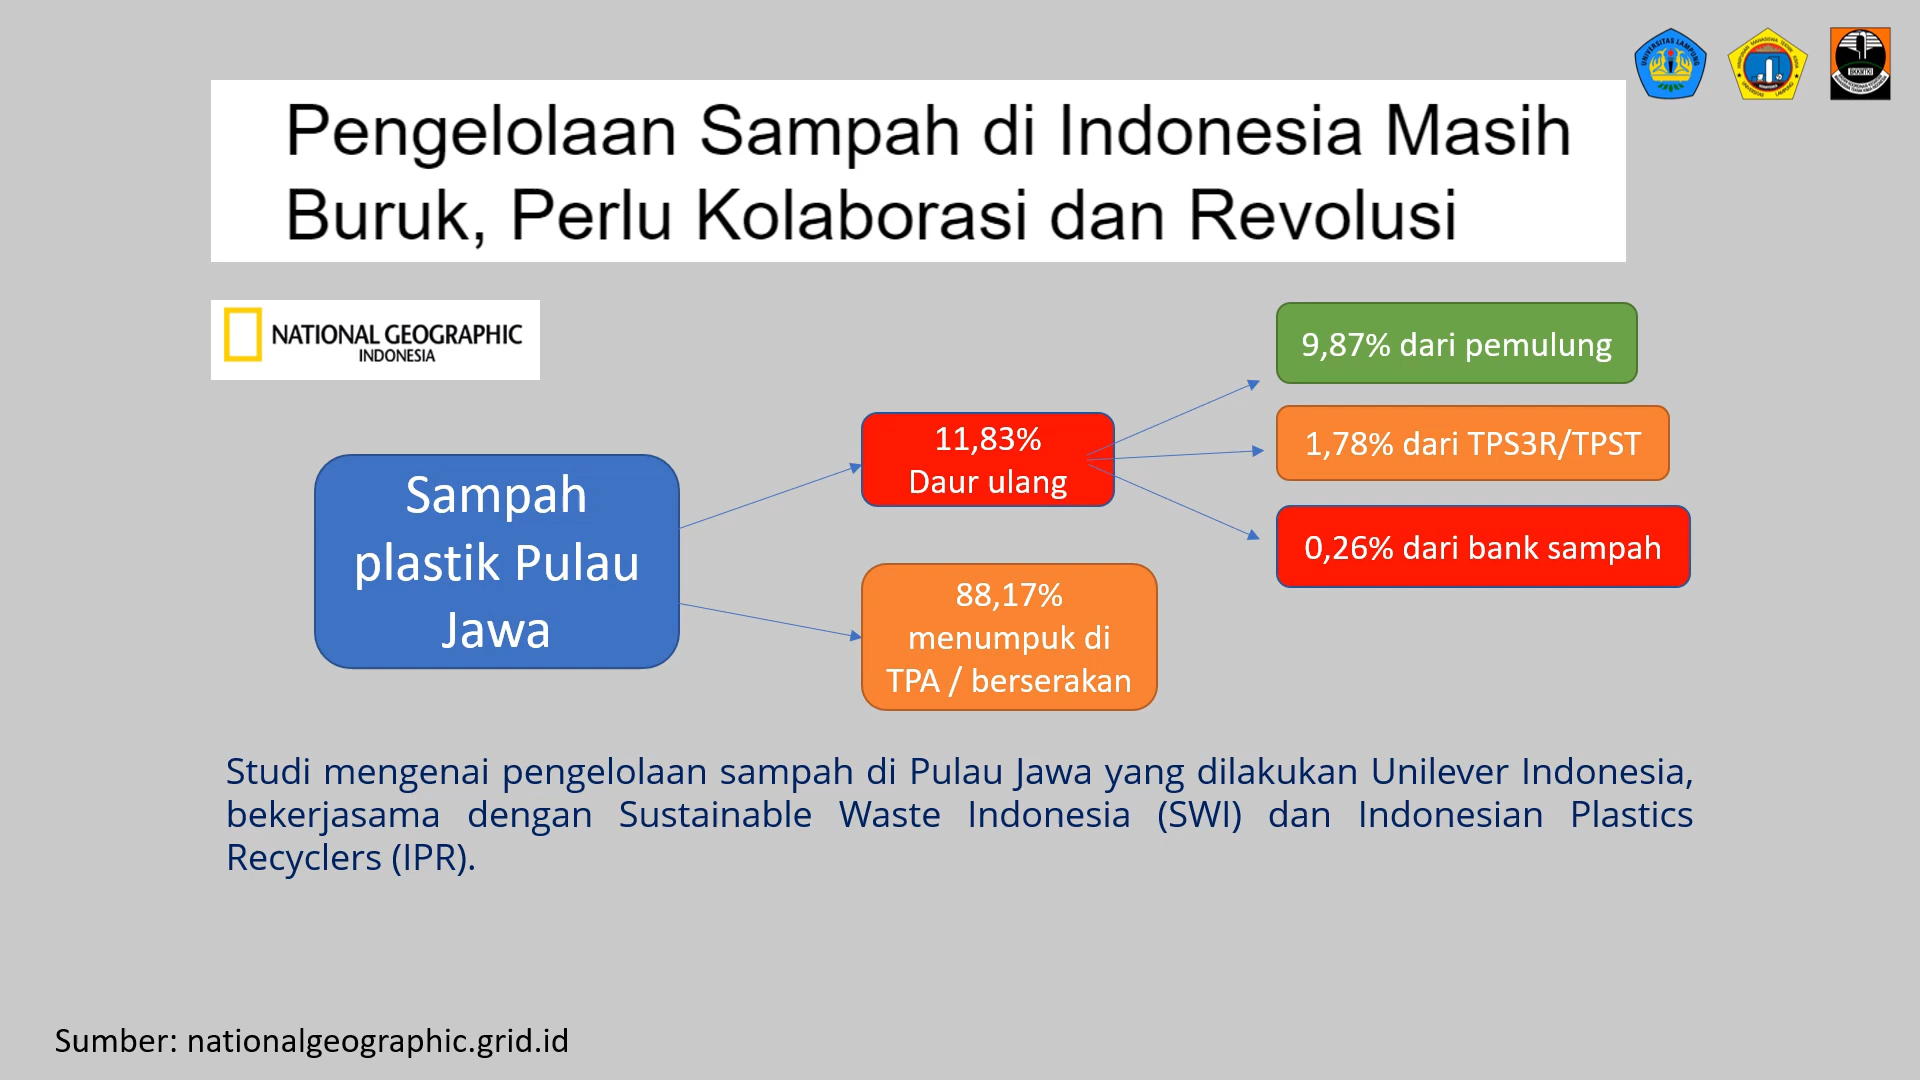 UNIVERSITAS LAMPUNG
Pengelolaan Sampah di Indonesia Masih
Buruk, Perlu Kolaborasi dan Revolusi
NATIONAL GEOGRAPHIC
INDONESIA
9,87% dari pemulung
11,83%
Daur ulang
1,78% dari TPS3R/TPST
Sampah
plastik Pulau
Jawa
0,26% dari bank sampah
88,17%
menumpuk di
TPA / berserakan
Studi mengenai pengelolaan sampah di Pulau Jawa yang dilakukan Unilever Indonesia,
bekerjasama dengan Sustainable Waste Indonesia (SWI) dan Indonesian Plastics
Recyclers (IPR).
Sumber: nationalgeographic.grid.id